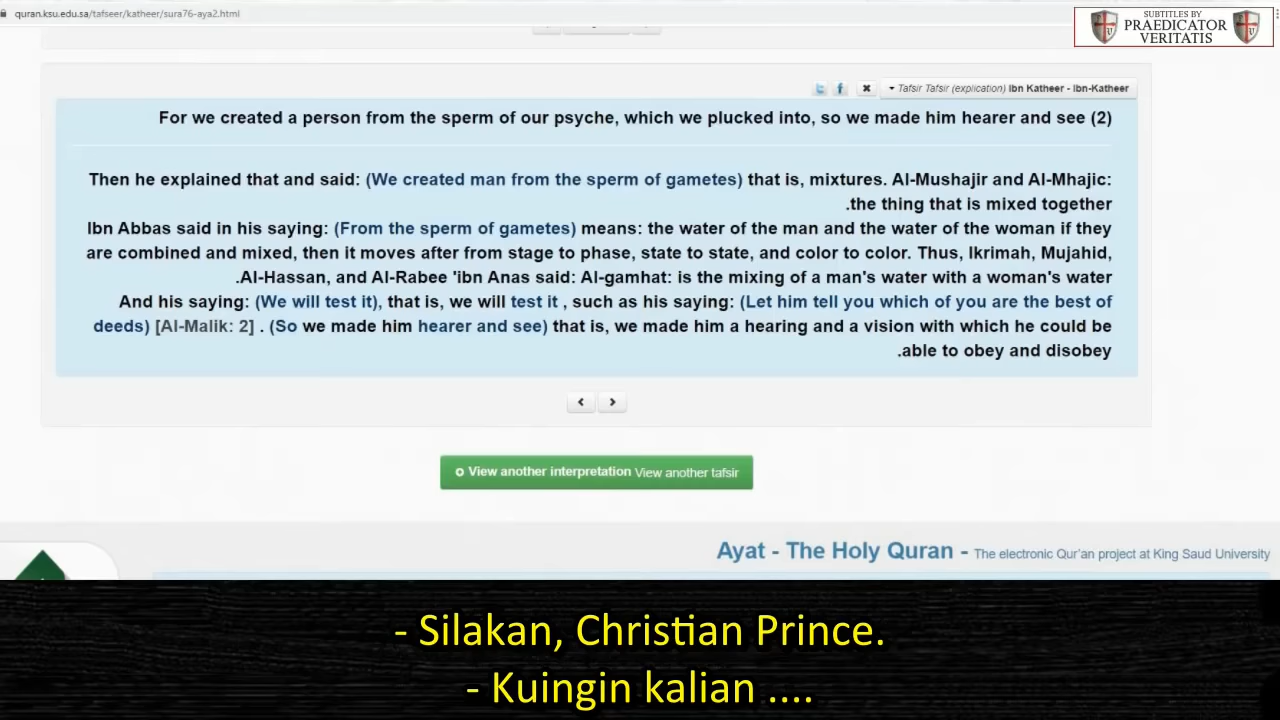 quran.ksu.edu.sa/tafseer/katheer/sura76-aya2.html
SUBTITLES BY
PRAEDICATOR
VERITATIS
Tafsir Tafsir (explication) Ibn Katheer - Ibn-Katheer
For we created a person from the sperm of our psyche, which we plucked into, so we made him hearer and see (2)
Then he explained that and said: (We created man from the sperm of gametes) that is, mixtures. Al-Mushajir and Al-Mhajic:
.the thing that is mixed together
Ibn Abbas said in his saying: (From the sperm of gametes) means: the water of the man and the water of the woman if they
are combined and mixed, then it moves after from stage to phase, state to state, and color to color. Thus, Ikrimah, Mujahid,
.Al-Hassan, and Al-Rabee 'ibn Anas said: Al-gamhat: is the mixing of a man's water with a woman's water
And his saying: (We will test it), that is, we will test it , such as his saying: (Let him tell you which of you are the best of
deeds) [Al-Malik: 2] . (So we made him hearer and see) that is, we made him a hearing and a vision with which he could be
.able to obey and disobey
View another interpretation View another tafsir
Ayat - The Holy Quran - The electronic Qur'an project at King Saud University
- Silakan, Christian Prince.
- Kuingin kalian ....